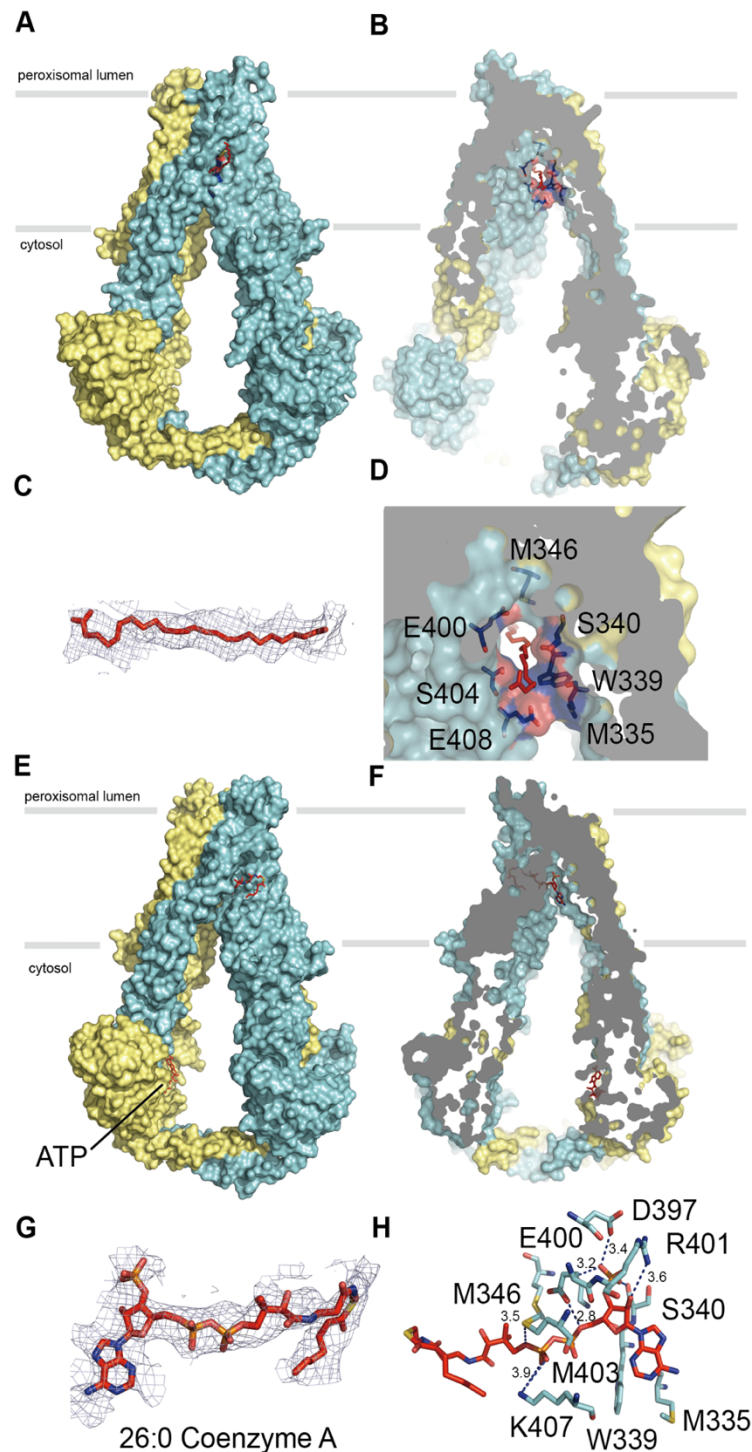 A
B
peroxisomal lumen
cytosol
C
D
M346
E400
S340
S404
W339
E408
M335
E
F
peroxisomal lumen
cytosol
ATP
G
H
D397
E400
R401
3.4
3.2
3.6
M346
S340
3.5
2.8
M403
3.9
K407
W339
M335
26:0 Coenzyme A